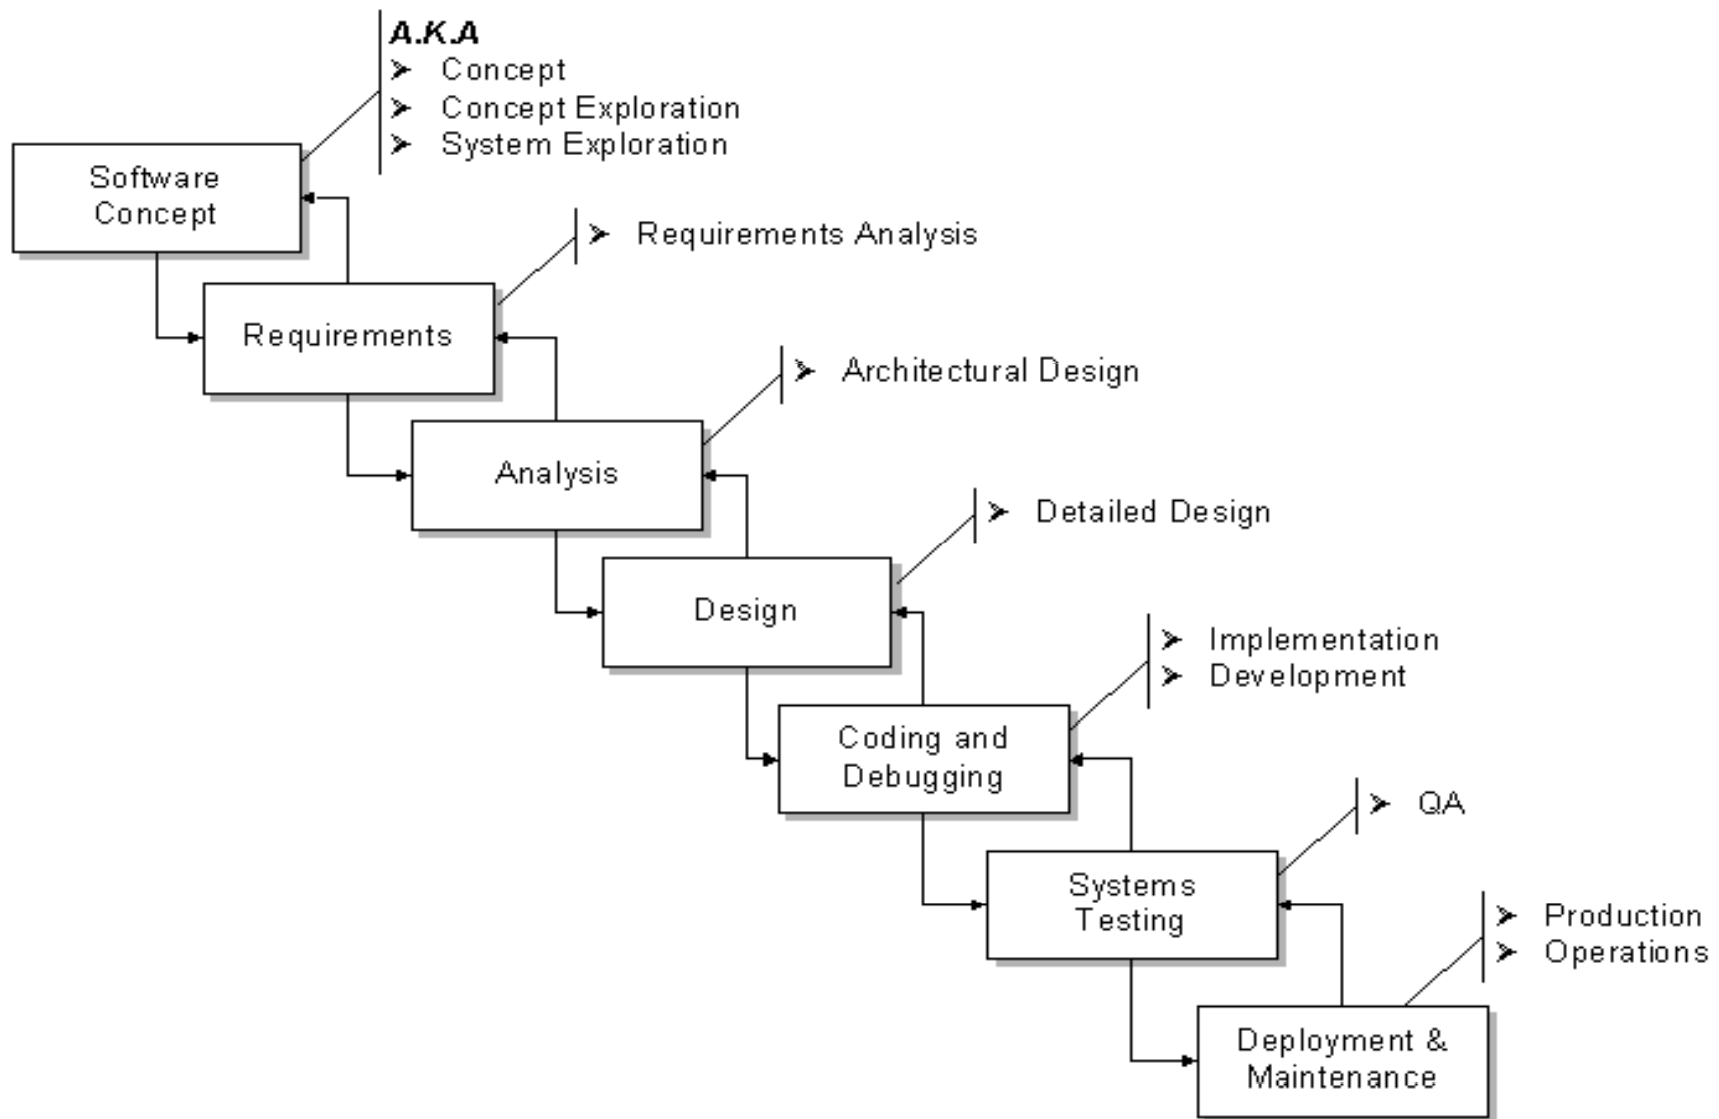 A.K.A
➢ Concept
➢ Concept Exploration
➢ System Exploration
Software
Concept
➢ Requirements Analysis
Requirements
➢ Architectural Design
Analysis
➢ Detailed Design
Design
➢ Implementation
➢ Development
Coding and
Debugging
➢ QA
Systems
Testing
➢ Production
➢ Operations
Deployment &
Maintenance